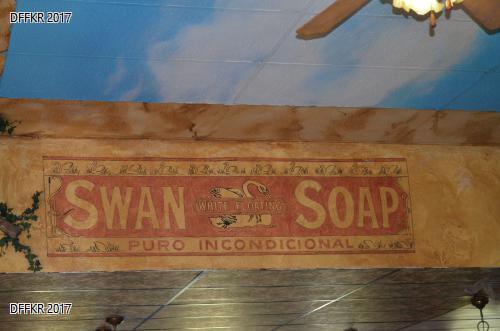 DFFKR 2017
SWAN
WHITE FLOATING
SOAP
PURO INCONDICIONAL
DFFKR 2017